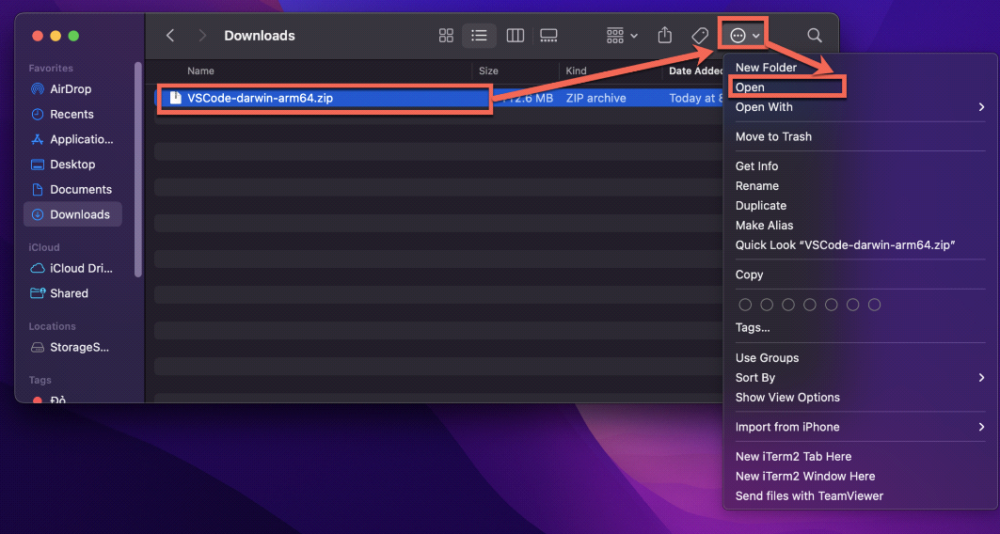 Downloads
Favorites
AirDrop
Recents
Applicatio...
Desktop
Documents
Downloads
iCloud
iCloud Dri...
Shared
Locations
StorageS...
Tags
Đỏ
Name Size Kind Date Added
VSCode-darwin-arm64.zip 112.6 MB ZIP archive Today at 8
New Folder
Open
Open With
Move to Trash
Get Info
Rename
Duplicate
Make Alias
Quick Look “VSCode-darwin-arm64.zip”
Copy
Tags...
Use Groups
Sort By
Show View Options
Import from iPhone
New iTerm2 Tab Here
New iTerm2 Window Here
Send files with TeamViewer